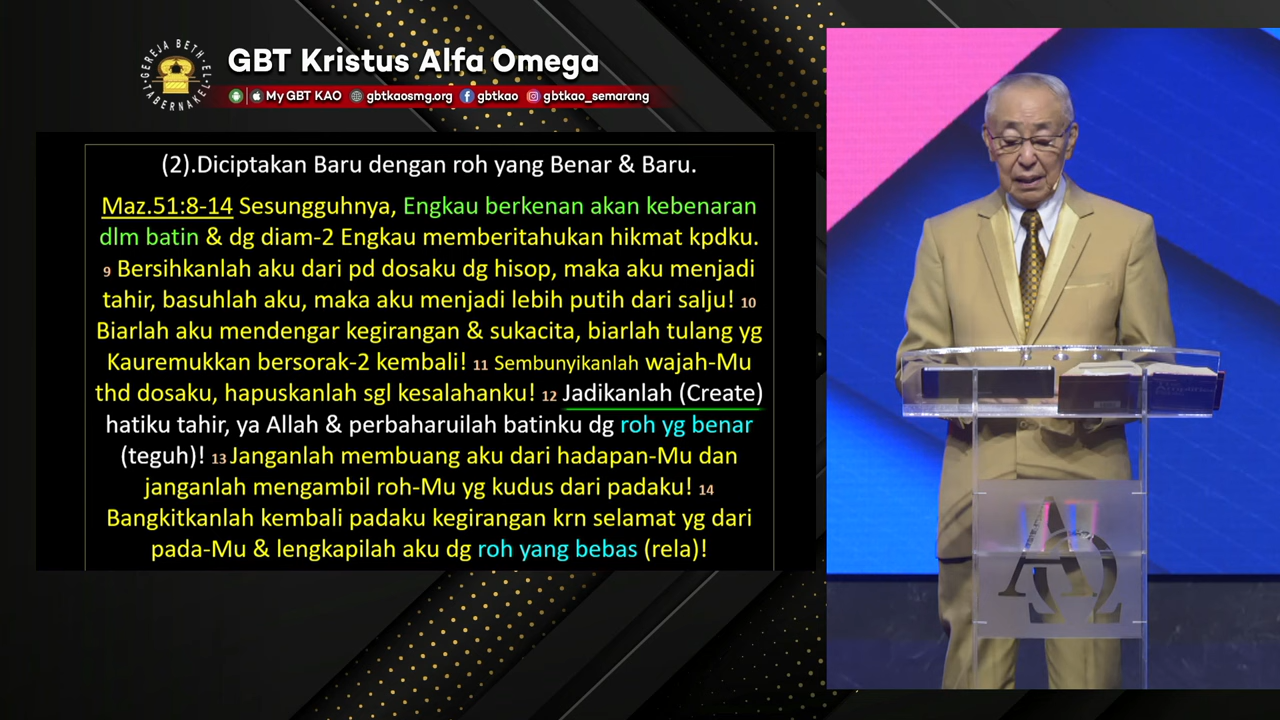 GEREJA BETH-EL
TABERNAKEL
GBT Kristus Alfa Omega
My GBT KAO gbtkaosmg.org gbtkao gbtkao_semarang
(2).Diciptakan Baru dengan roh yang Benar & Baru.
Maz.51:8-14 Sesungguhnya, Engkau berkenan akan kebenaran
dlm batin & dg diam-2 Engkau memberitahukan hikmat kpdku.
9 Bersihkanlah aku dari pd dosaku dg hisop, maka aku menjadi
tahir, basuhlah aku, maka aku menjadi lebih putih dari salju! 10
Biarlah aku mendengar kegirangan & sukacita, biarlah tulang yg
Kauremukkan bersorak-2 kembali! 11 Sembunyikanlah wajah-Mu
thd dosaku, hapuskanlah sgl kesalahanku! 12 Jadikanlah (Create)
hatiku tahir, ya Allah & perbaharuilah batinku dg roh yg benar
(teguh)! 13 Janganlah membuang aku dari hadapan-Mu dan
janganlah mengambil roh-Mu yg kudus dari padaku! 14
Bangkitkanlah kembali padaku kegirangan krn selamat yg dari
pada-Mu & lengkapilah aku dg roh yang bebas (rela)!
ΑΩ